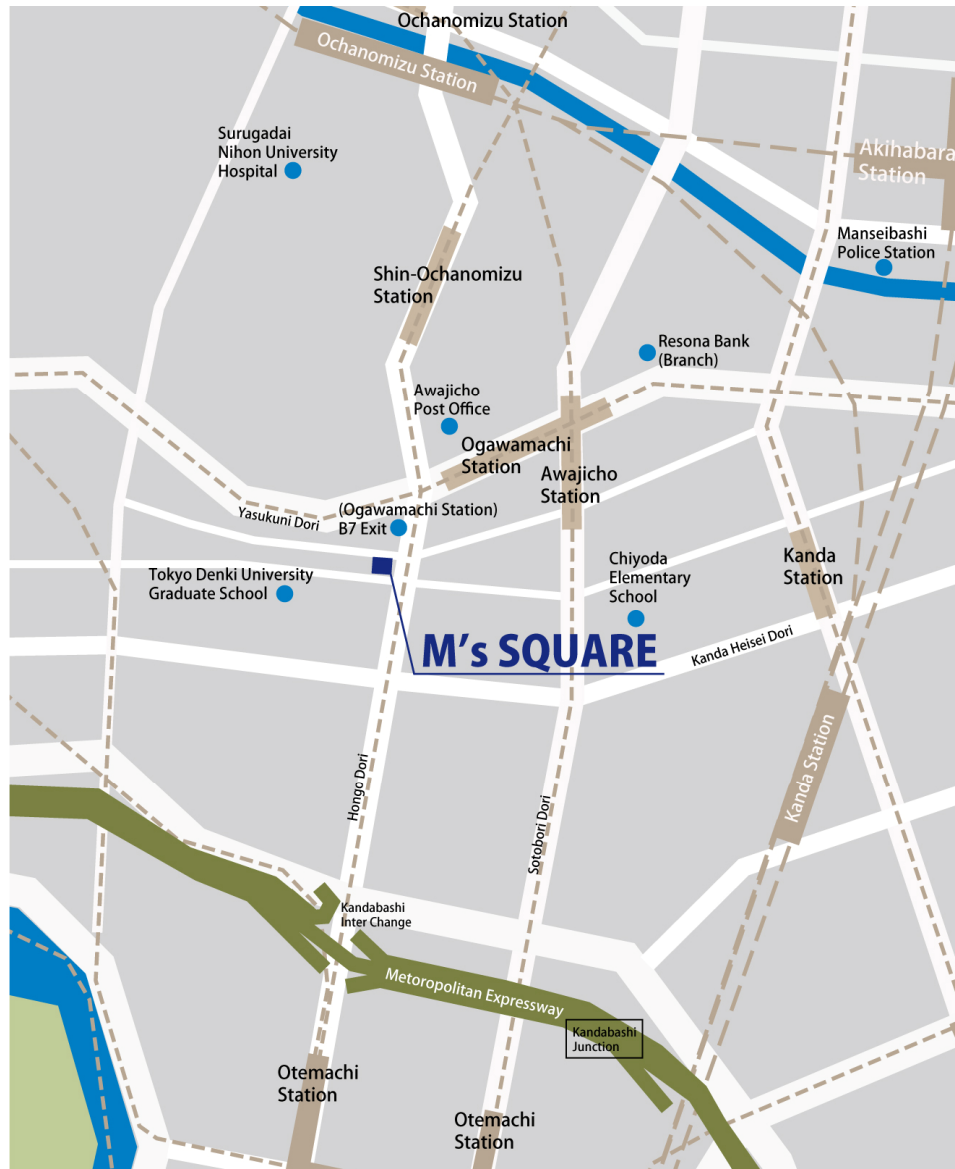 Ochanomizu Station
Ochanomizu Station
Surugadai
Nihon University
Hospital
Akihabara
Station
Manseibashi
Police Station
Shin-Ochanomizu
Station
Resona Bank
(Branch)
Awajicho
Post Office
Ogawamachi
Station
Awajicho
Station
Yasukuni Dori
(Ogawamachi Station)
B7 Exit
Kanda
Station
Tokyo Denki University
Graduate School
Chiyoda
Elementary
School
M's SQUARE
Kanda Heisei Dori
Kanda Station
Hongo Dori
Sotobori Dori
Kandabashi
Inter Change
Metoropolitan Expressway
Kandabashi
Junction
Otemachi
Station
Otemachi
Station